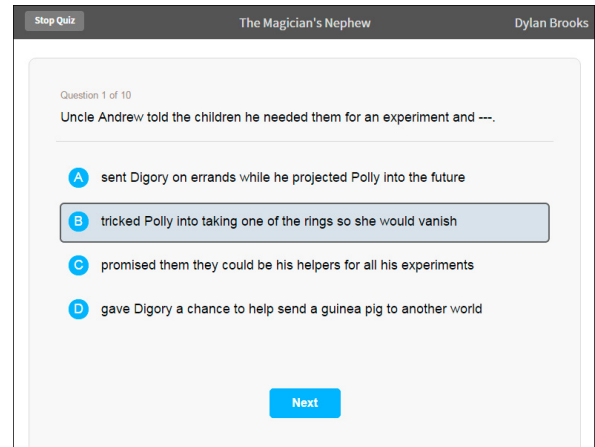 Stop Quiz
The Magician's Nephew
Dylan Brooks
Question 1 of 10
Uncle Andrew told the children he needed them for an experiment and ---.
A sent Digory on errands while he projected Polly into the future
B tricked Polly into taking one of the rings so she would vanish
C promised them they could be his helpers for all his experiments
D gave Digory a chance to help send a guinea pig to another world
Next